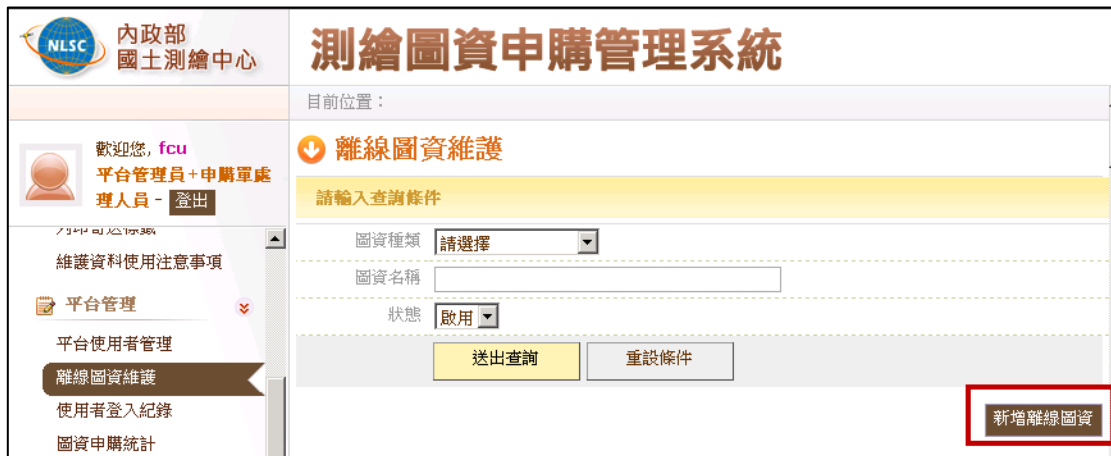 NLSC
內政部
國土測繪中心
測繪圖資申購管理系統
目前位置：
歡迎您, fcu
平台管理員+申購單處
理人員 - 登出
列印寄送標籤
維護資料使用注意事項
平台管理
平台使用者管理
離線圖資維護
使用者登入紀錄
圖資申購統計
離線圖資維護
請輸入查詢條件
圖資種類 請選擇
圖資名稱
狀態 啟用
送出查詢 重設條件
新增離線圖資